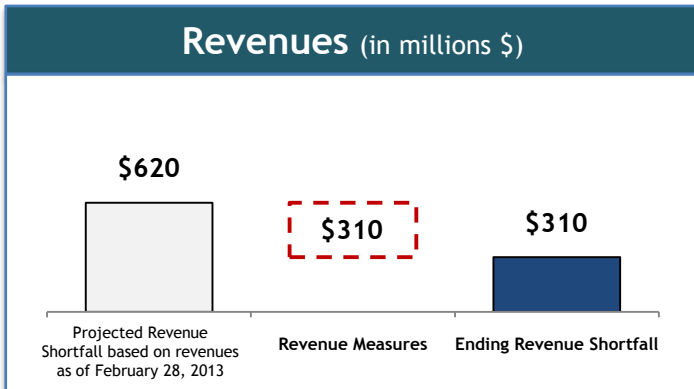 Revenues (in millions $)
$620
$310
$310
Projected Revenue
Shortfall based on revenues
as of February 28, 2013
Revenue Measures
Ending Revenue Shortfall